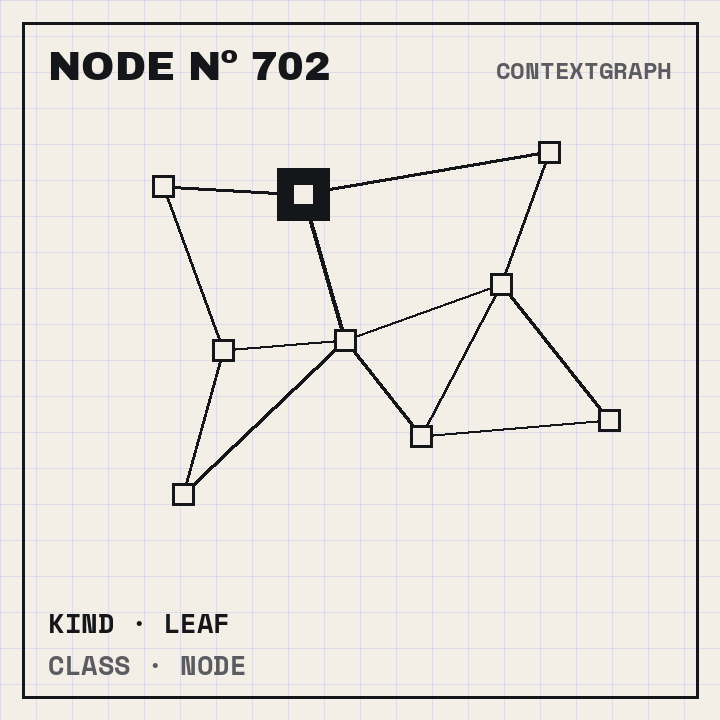 NODE Nº 702
CONTEXTGRAPH
KIND · LEAF
CLASS · NODE